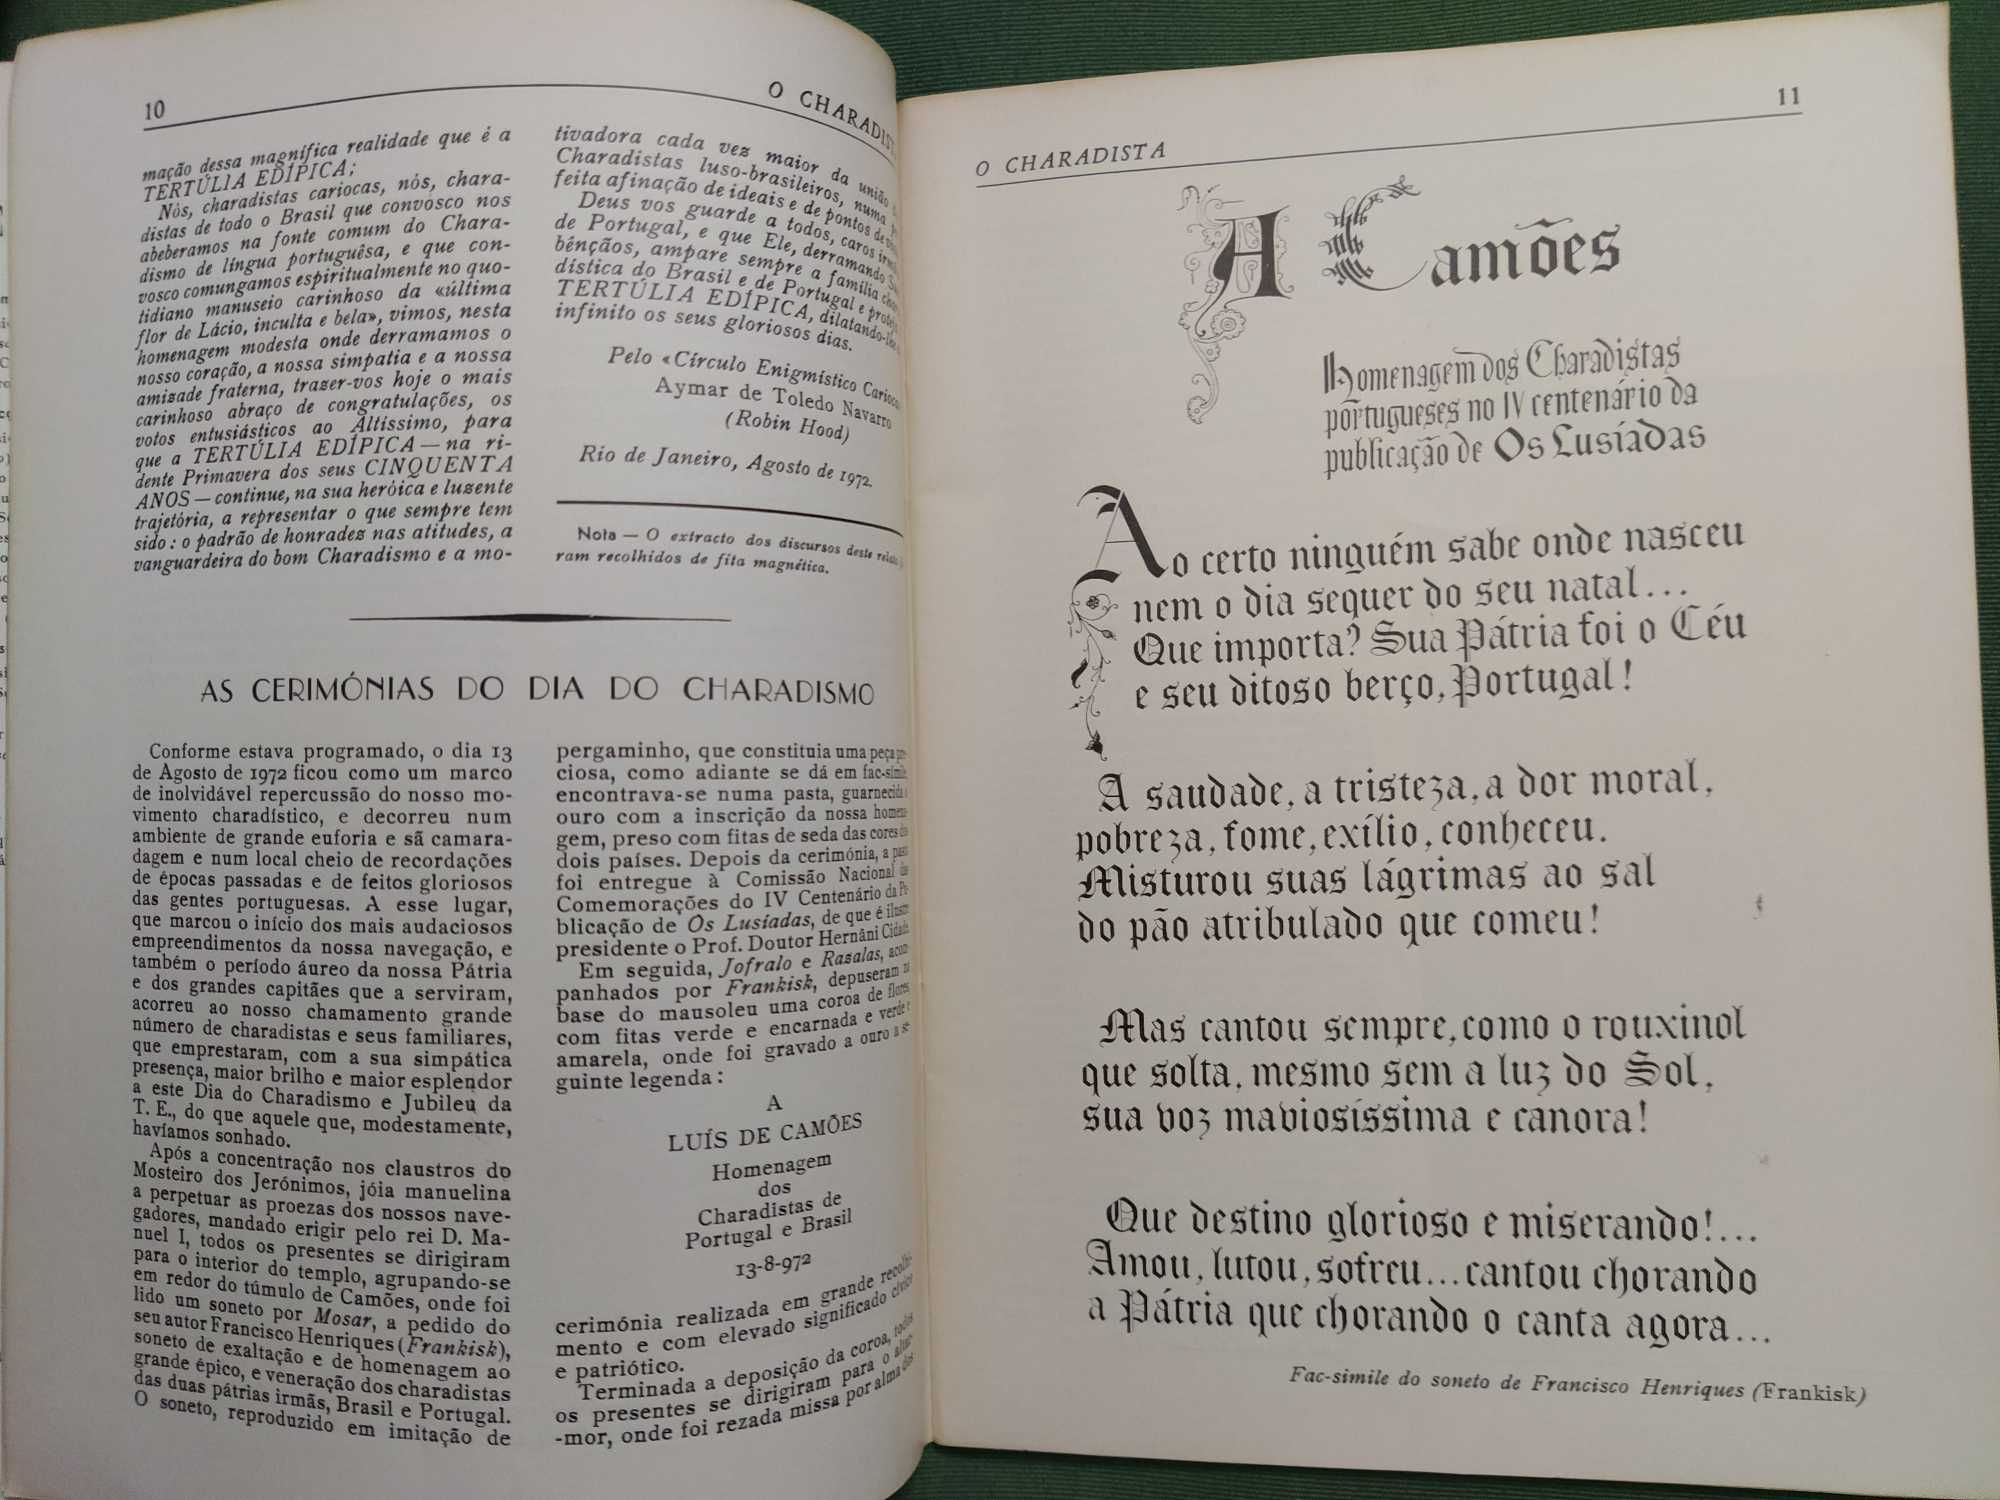 10
O CHARADISTA
mação dessa magnífica realidade que é a
TERTÚLIA EDÍPICA;
Nós, charadistas cariocas, nós, chara-
distas de todo o Brasil que convosco nos
abeberamos na fonte comum do Chara-
dismo de língua portuguêsa, e que con-
vosco comungamos espiritualmente no quo-
tidiano manuseio carinhoso da «última
flor de Lácio, inculta e bela», vimos, nesta
homenagem modesta onde derramamos o
nosso coração, a nossa simpatia e a nossa
amizade fraterna, trazer-vos hoje o mais
carinhoso abraço de congratulações, os
votos entusiásticos ao Altíssimo, para
que a TERTÚLIA EDÍPICA — na ri-
dente Primavera dos seus CINQUENTA
ANOS — continue, na sua heróica e luzente
trajetória, a representar o que sempre tem
sido : o padrão de honradez nas atitudes, a
vanguardeira do bom Charadismo e a mo-
tivadora cada vez maior da união
Charadistas luso-brasileiros, numa
feita afinação de ideais e de pontos de
Deus vos guarde a todos, caros
de Portugal, e que Ele, derramando
bênçãos, ampare sempre a família
dística do Brasil e de Portugal e
TERTÚLIA EDÍPICA, dilatando
infinito os seus gloriosos dias.
Pelo «Círculo Enigmístico Carioca
Aymar de Toledo Navarro
(Robin Hood)
Rio de Janeiro, Agosto de 1972.
Nota — O extracto dos discursos deste
ram recolhidos de fita magnética.
AS CERIMÓNIAS DO DIA DO CHARADISMO
Conforme estava programado, o dia 13
de Agosto de 1972 ficou como um marco
de inolvidável repercussão do nosso mo-
vimento charadístico, e decorreu num
ambiente de grande euforia e sã camara-
dagem e num local cheio de recordações
de épocas passadas e de feitos gloriosos
das gentes portuguesas. A esse lugar,
que marcou o início dos mais audaciosos
empreendimentos da nossa navegação, e
também o período áureo da nossa Pátria
e dos grandes capitães que a serviram,
acorreu ao nosso chamamento grande
número de charadistas e seus familiares,
que emprestaram, com a sua simpática
presença, maior brilho e maior esplendor
a este Dia do Charadismo e Jubileu da
T. E., do que aquele que, modestamente,
havíamos sonhado.
Após a concentração nos claustros do
Mosteiro dos Jerónimos, jóia manuelina
a perpetuar as proezas dos nossos nave-
gadores, mandado erigir pelo rei D. Ma-
nuel I, todos os presentes se dirigiram
para o interior do templo, agrupando-se
em redor do túmulo de Camões, onde foi
lido um soneto por Mosar, a pedido do
seu autor Francisco Henriques (Frankisk),
soneto de exaltação e de homenagem ao
grande épico, e veneração dos charadistas
das duas pátrias irmãs, Brasil e Portugal.
O soneto, reproduzido em imitação de
pergaminho, que constituia uma peça pre-
ciosa, como adiante se dá em fac-simile
encontrava-se numa pasta, guarnecida a
ouro com a inscrição da nossa homena-
gem, preso com fitas de seda das cores dos
dois países. Depois da cerimónia, a pasta
foi entregue à Comissão Nacional das
Comemorações do IV Centenário da Pu-
blicação de Os Lusíadas, de que é ilustre
presidente o Prof. Doutor Hernâni Cidade.
Em seguida, Jofralo e Rasalas, acom-
panhados por Frankisk, depuseram na
base do mausoleu uma coroa de flores
com fitas verde e encarnada e verde e
amarela, onde foi gravado a ouro a se-
guinte legenda :
A
LUÍS DE CAMÕES
Homenagem
dos
Charadistas de
Portugal e Brasil
13-8-972
cerimónia realizada em grande recolhi-
mento e com elevado significado cívico
e patriótico.
Terminada a deposição da coroa, todos
os presentes se dirigiram para o altar-
-mor, onde foi rezada missa por alma dos
O CHARADISTA
11
A Camões
Homenagem dos Charadistas
portugueses no IV centenário da
publicação de Os Lusíadas
Ao certo ninguém sabe onde nasceu
nem o dia sequer do seu natal...
Que importa? Sua Pátria foi o Céu
e seu ditoso berço, Portugal!
A saudade, a tristeza, a dor moral,
pobreza, fome, exílio, conheceu.
Misturou suas lágrimas ao sal
do pão atribulado que comeu!
Mas cantou sempre, como o rouxinol
que solta, mesmo sem a luz do Sol,
sua voz maviosíssima e canora!
Que destino glorioso e miserando!...
Amou, lutou, sofreu... cantou chorando
a Pátria que chorando o canta agora...
Fac-simile do soneto de Francisco Henriques (Frankisk)